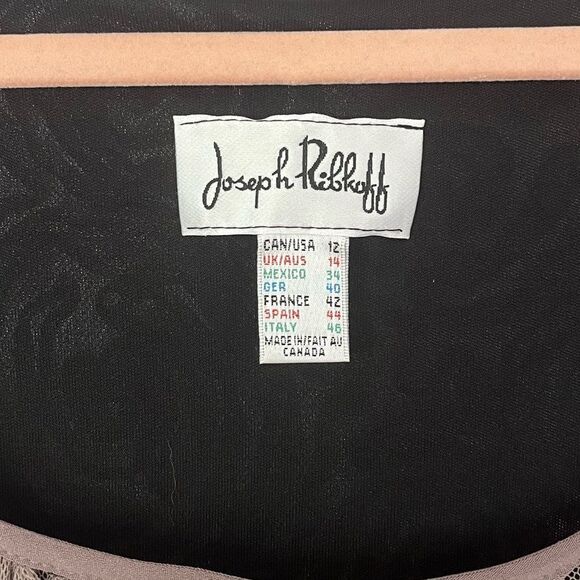 Joseph Ribkoff
CAN/USA 12
UK/AUS 14
MEXICO 34
GER 40
FRANCE 42
SPAIN 44
ITALY 46
MADE IN/FAIT AU
CANADA